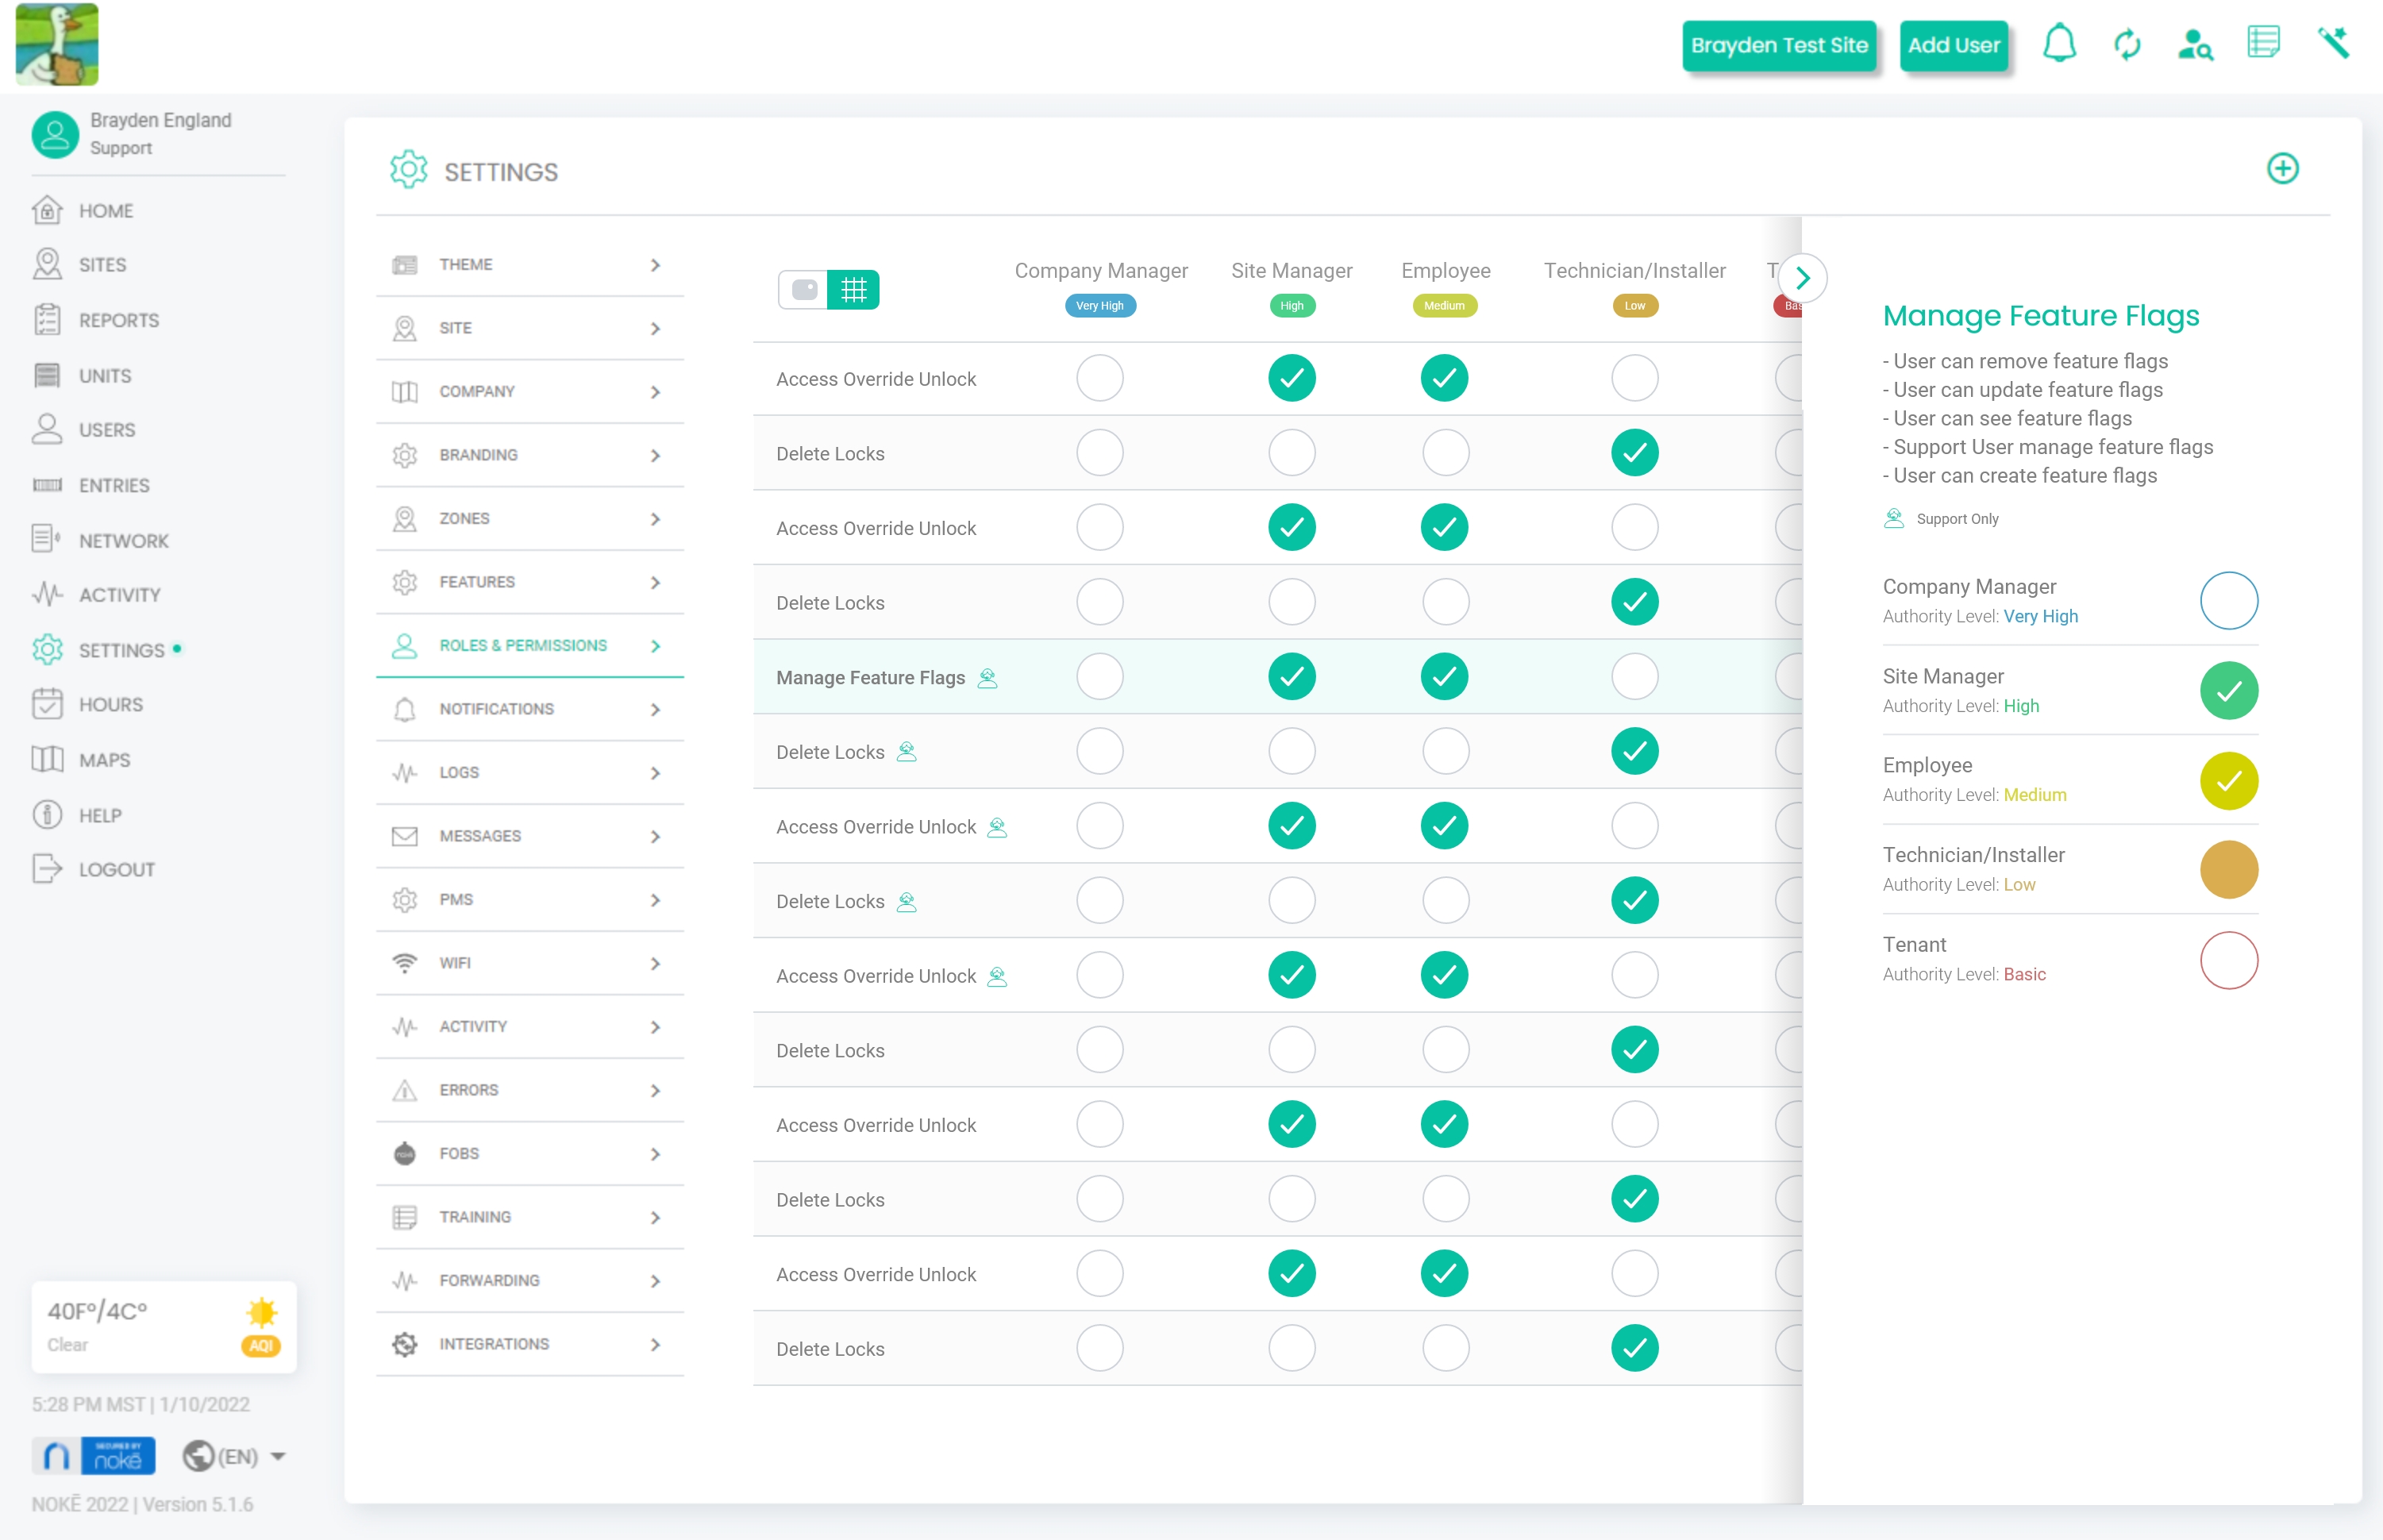 Brayden Test Site
Add User
Brayden England
Support
HOME
SITES
REPORTS
UNITS
USERS
ENTRIES
NETWORK
ACTIVITY
SETTINGS
HOURS
MAPS
HELP
LOGOUT
40Fº/4Cº
Clear
AQI
5:28 PM MST | 1/10/2022
SECURED BY
nokē
(EN)
NOKĒ 2022 | Version 5.1.6
SETTINGS
THEME
SITE
COMPANY
BRANDING
ZONES
FEATURES
ROLES & PERMISSIONS
NOTIFICATIONS
LOGS
MESSAGES
PMS
WIFI
ACTIVITY
ERRORS
FOBS
TRAINING
FORWARDING
INTEGRATIONS
Company Manager
Site Manager
Employee
Technician/Installer
T
Very High
High
Medium
Low
Bas
Access Override Unlock
Delete Locks
Access Override Unlock
Delete Locks
Manage Feature Flags
Delete Locks
Access Override Unlock
Delete Locks
Access Override Unlock
Delete Locks
Access Override Unlock
Delete Locks
Access Override Unlock
Delete Locks
Manage Feature Flags
- User can remove feature flags
- User can update feature flags
- User can see feature flags
- Support User manage feature flags
- User can create feature flags
Support Only
Company Manager
Authority Level: Very High
Site Manager
Authority Level: High
Employee
Authority Level: Medium
Technician/Installer
Authority Level: Low
Tenant
Authority Level: Basic